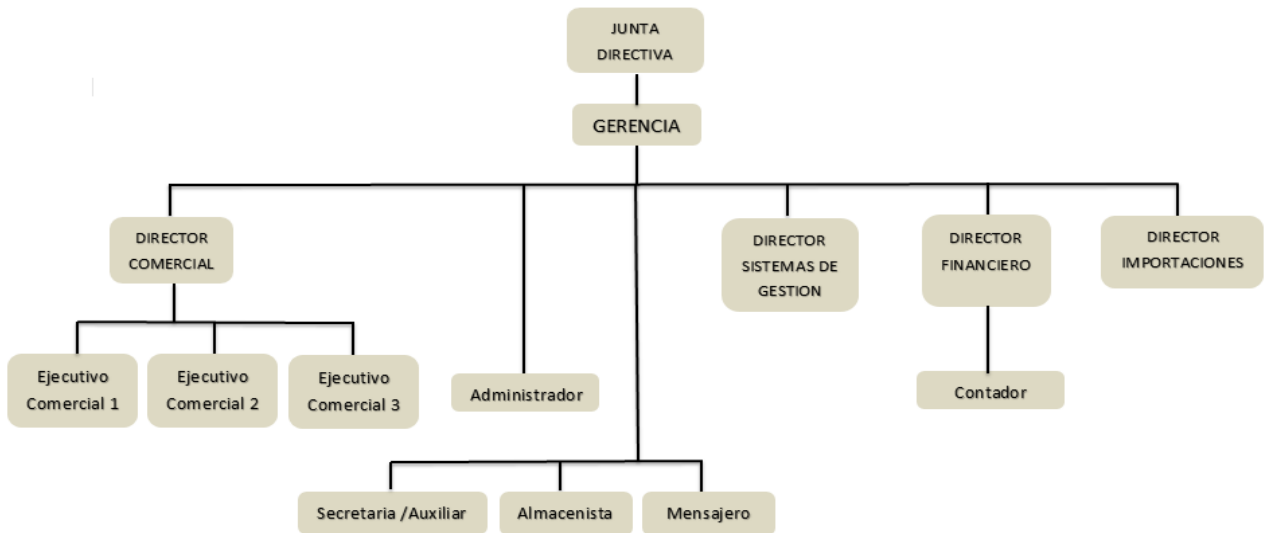 JUNTA
DIRECTIVA
GERENCIA
DIRECTOR
COMERCIAL
DIRECTOR
SISTEMAS DE
GESTION
DIRECTOR
FINANCIERO
DIRECTOR
IMPORTACIONES
Ejecutivo
Comercial 1
Ejecutivo
Comercial 2
Ejecutivo
Comercial 3
Administrador
Contador
Secretaria /Auxiliar
Almacenista
Mensajero